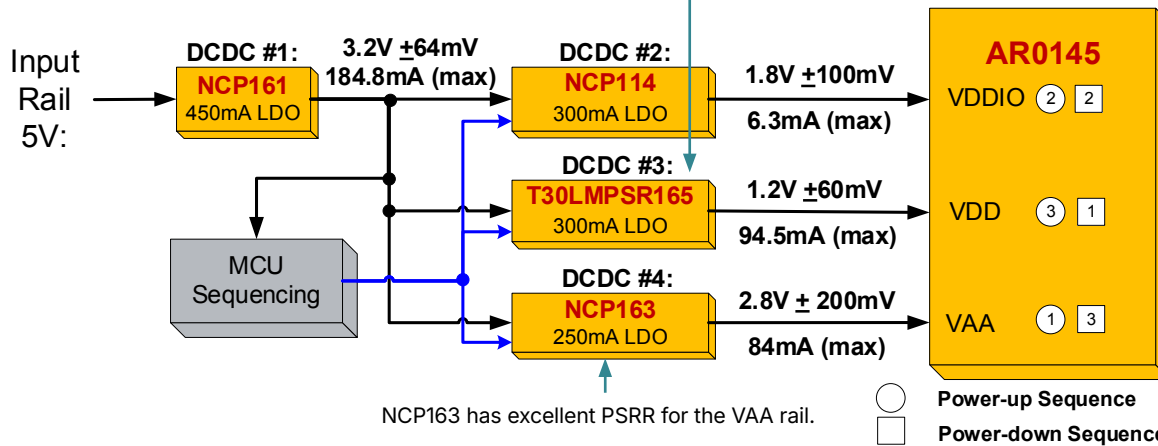 Input
Rail
5V:
DCDC #1:
NCP161
450mA LDO
3.2V ±64mV
184.8mA (max)
DCDC #2:
NCP114
300mA LDO
1.8V ±100mV
6.3mA (max)
DCDC #3:
T30LMPSR165
300mA LDO
1.2V ±60mV
94.5mA (max)
MCU
Sequencing
DCDC #4:
NCP163
250mA LDO
2.8V ± 200mV
84mA (max)
AR0145
VDDIO 2 2
VDD 3 1
VAA 1 3
NCP163 has excellent PSRR for the VAA rail.
Power-up Sequence
Power-down Sequence